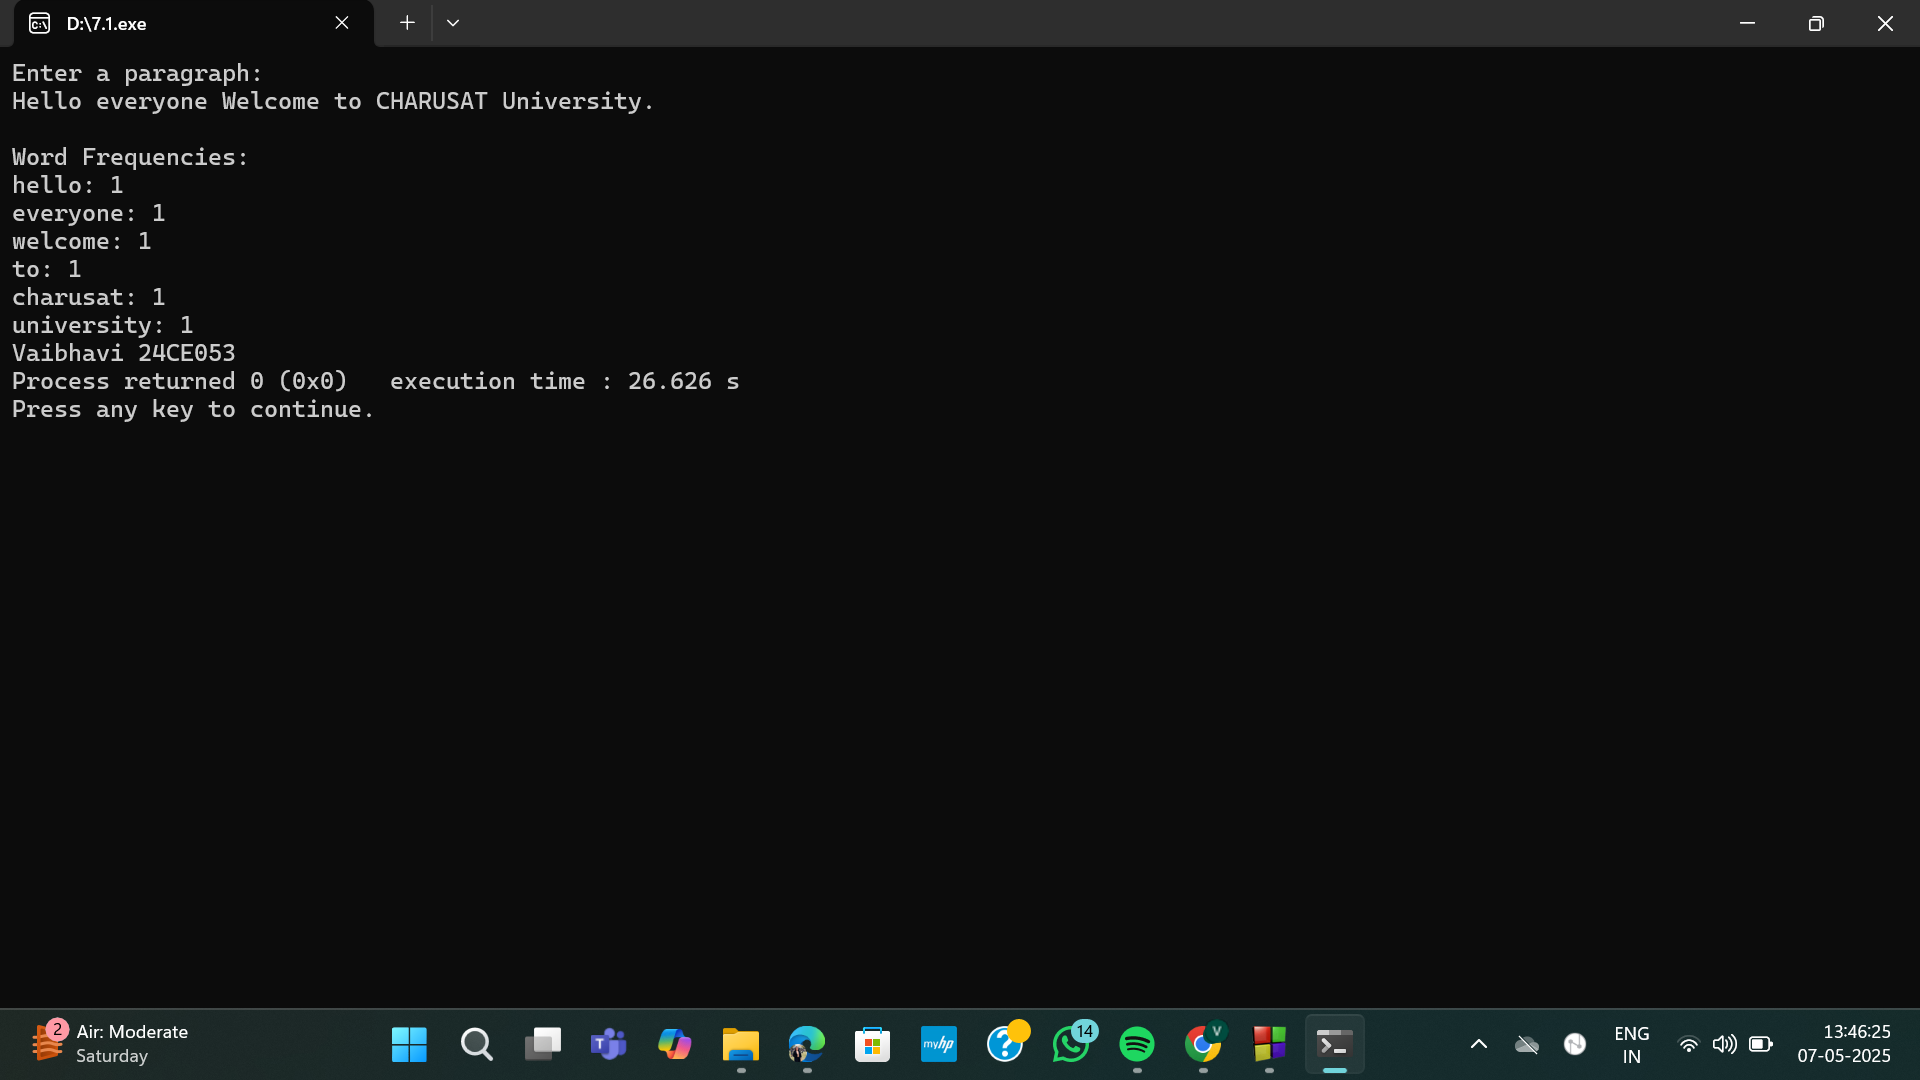 D:\7.1.exe
Enter a paragraph:
Hello everyone Welcome to CHARUSAT University.
Word Frequencies:
hello: 1
everyone: 1
welcome: 1
to: 1
charusat: 1
university: 1
Vaibhavi 24CE053
Process returned 0 (0x0)   execution time : 26.626 s
Press any key to continue.
2
Air: Moderate
Saturday
myhp
14
V
ENG
IN
13:46:25
07-05-2025